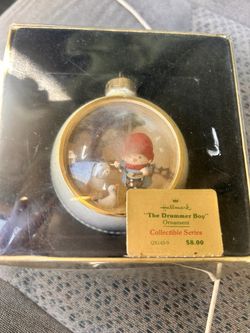 Hallmark
"The Drummer Boy"
Ornament
Collectible Series
$8.00